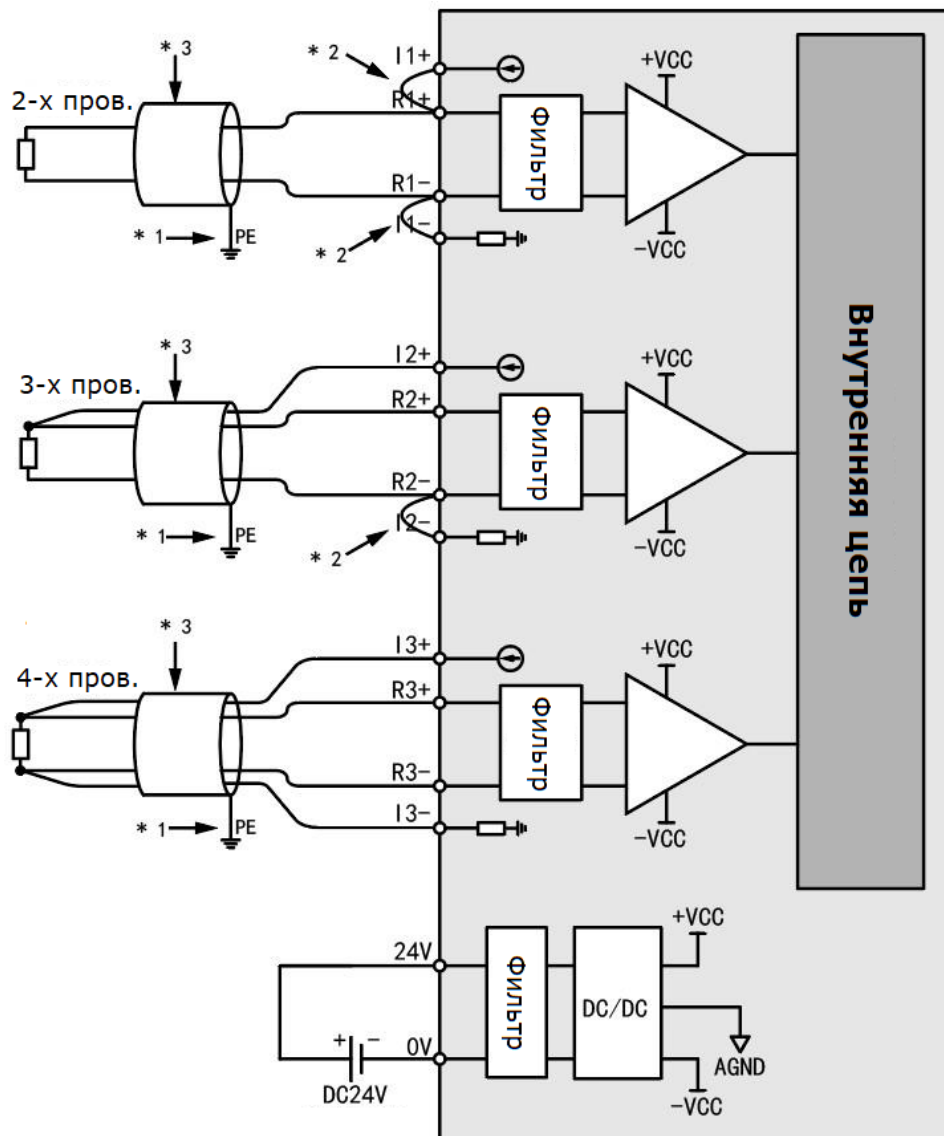 * 3
* 2
I1+
+VCC
2-х пров.
R1+
Фильтр
R1-
I1-
* 1
PE
* 2
-VCC
* 3
I2+
+VCC
3-х пров.
R2+
Фильтр
R2-
I2-
* 1
PE
* 2
-VCC
Внутренняя цепь
* 3
I3+
+VCC
4-х пров.
R3+
Фильтр
R3-
I3-
* 1
PE
-VCC
+VCC
24V
Фильтр
DC/DC
+ -
0V
AGND
DC24V
-VCC